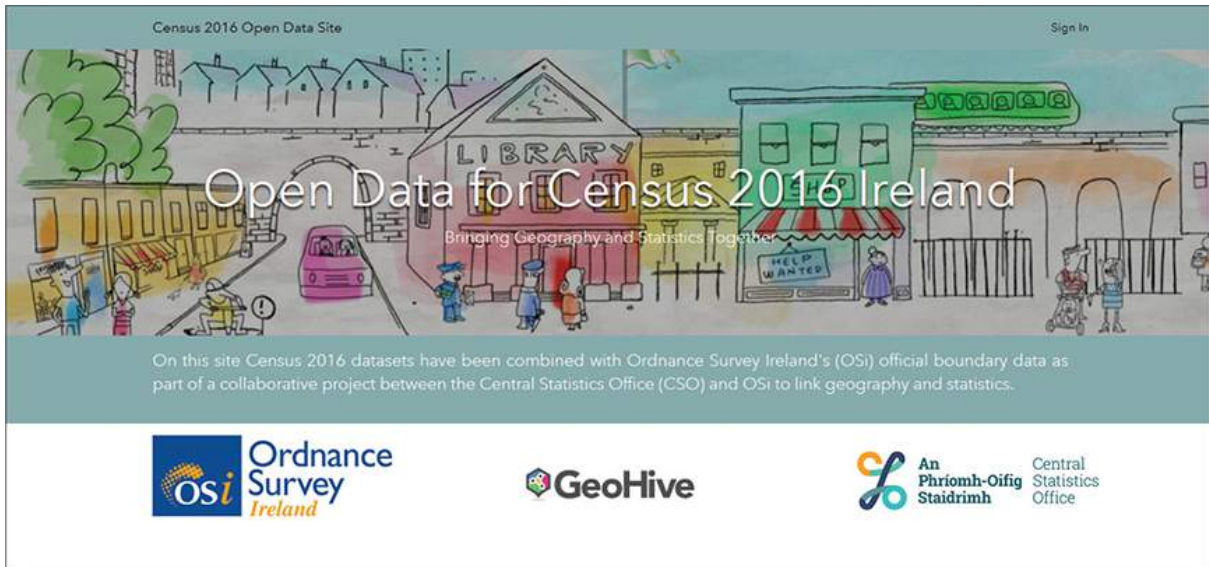 Census 2016 Open Data Site
Sign In
LIBRARY
SHOP
Open Data for Census 2016 Ireland
Bringing Geography and Statistics Together
HELP
WANTED
On this site Census 2016 datasets have been combined with Ordnance Survey Ireland's (OSi) official boundary data as
part of a collaborative project between the Central Statistics Office (CSO) and OSi to link geography and statistics.
osi
Ordnance
Survey
Ireland
GeoHive
An
Phríomh-Oifig
Staidrimh
Central
Statistics
Office